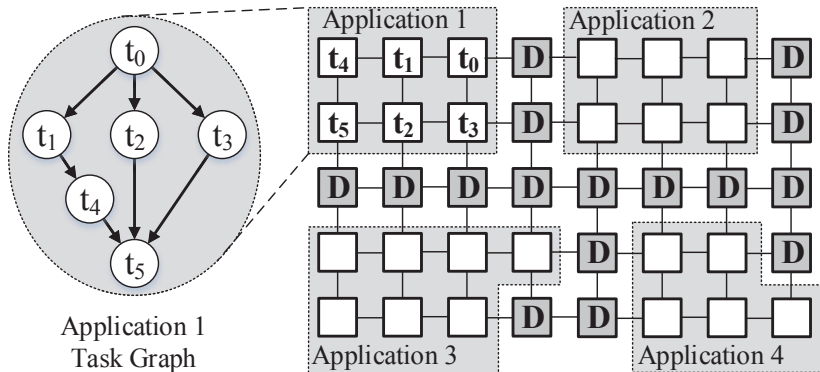 t₀
t₁ t₂ t₃
t₄
t₅
Application 1
Task Graph
Application 1
Application 2
t₄ t₁ t₀ D D
t₅ t₂ t₃ D D
D D D D D D D D
D D
D D
Application 3
Application 4